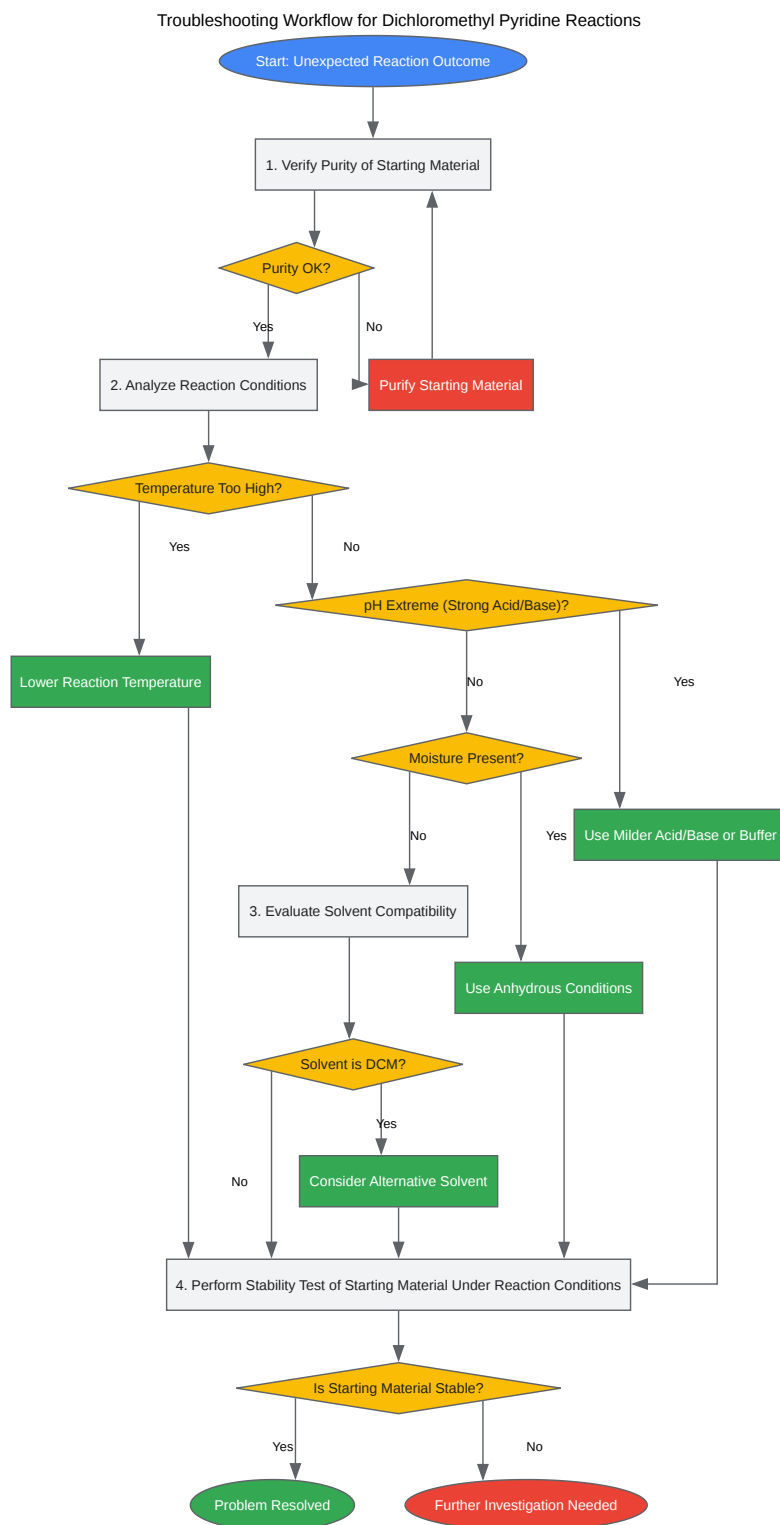 Troubleshooting Workflow for Dichloromethyl Pyridine Reactions
Start: Unexpected Reaction Outcome
1. Verify Purity of Starting Material
Purity OK?
Yes
No
2. Analyze Reaction Conditions
Purify Starting Material
Temperature Too High?
Yes
No
pH Extreme (Strong Acid/Base)?
Lower Reaction Temperature
No
Yes
Moisture Present?
No
Yes
Use Milder Acid/Base or Buffer
3. Evaluate Solvent Compatibility
Use Anhydrous Conditions
Solvent is DCM?
Yes
No
Consider Alternative Solvent
4. Perform Stability Test of Starting Material Under Reaction Conditions
Is Starting Material Stable?
Yes
No
Problem Resolved
Further Investigation Needed